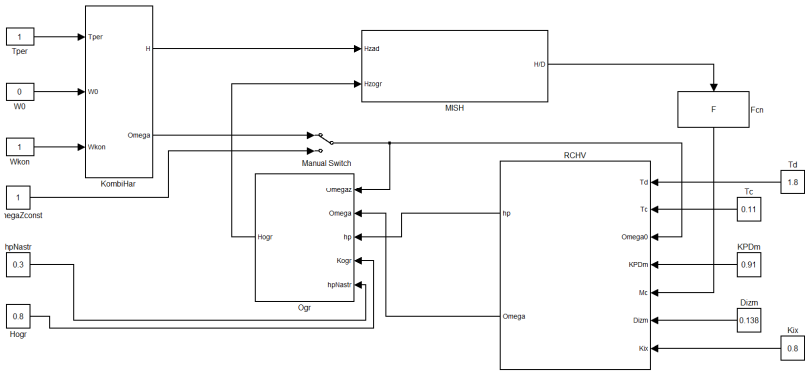 1
Tper
0
W0
1
Wkon
1
megaZconst
hpNastr
0.3
0.8
Hogr
Tper
W0
Wkon
H
Omega
KombiHar
Manual Switch
Hzad
Hzogr
H/D
MISH
F
Fcn
Omegaz
Omega
hp
Kogr
hpNastr
Hogr
Ogr
RCHV
hp
Omega
Td
Tc
Omega0
KPDm
Mc
Dizm
Kix
Td
1.8
Tc
0.11
KPDm
0.91
Dizm
0.138
Kix
0.8